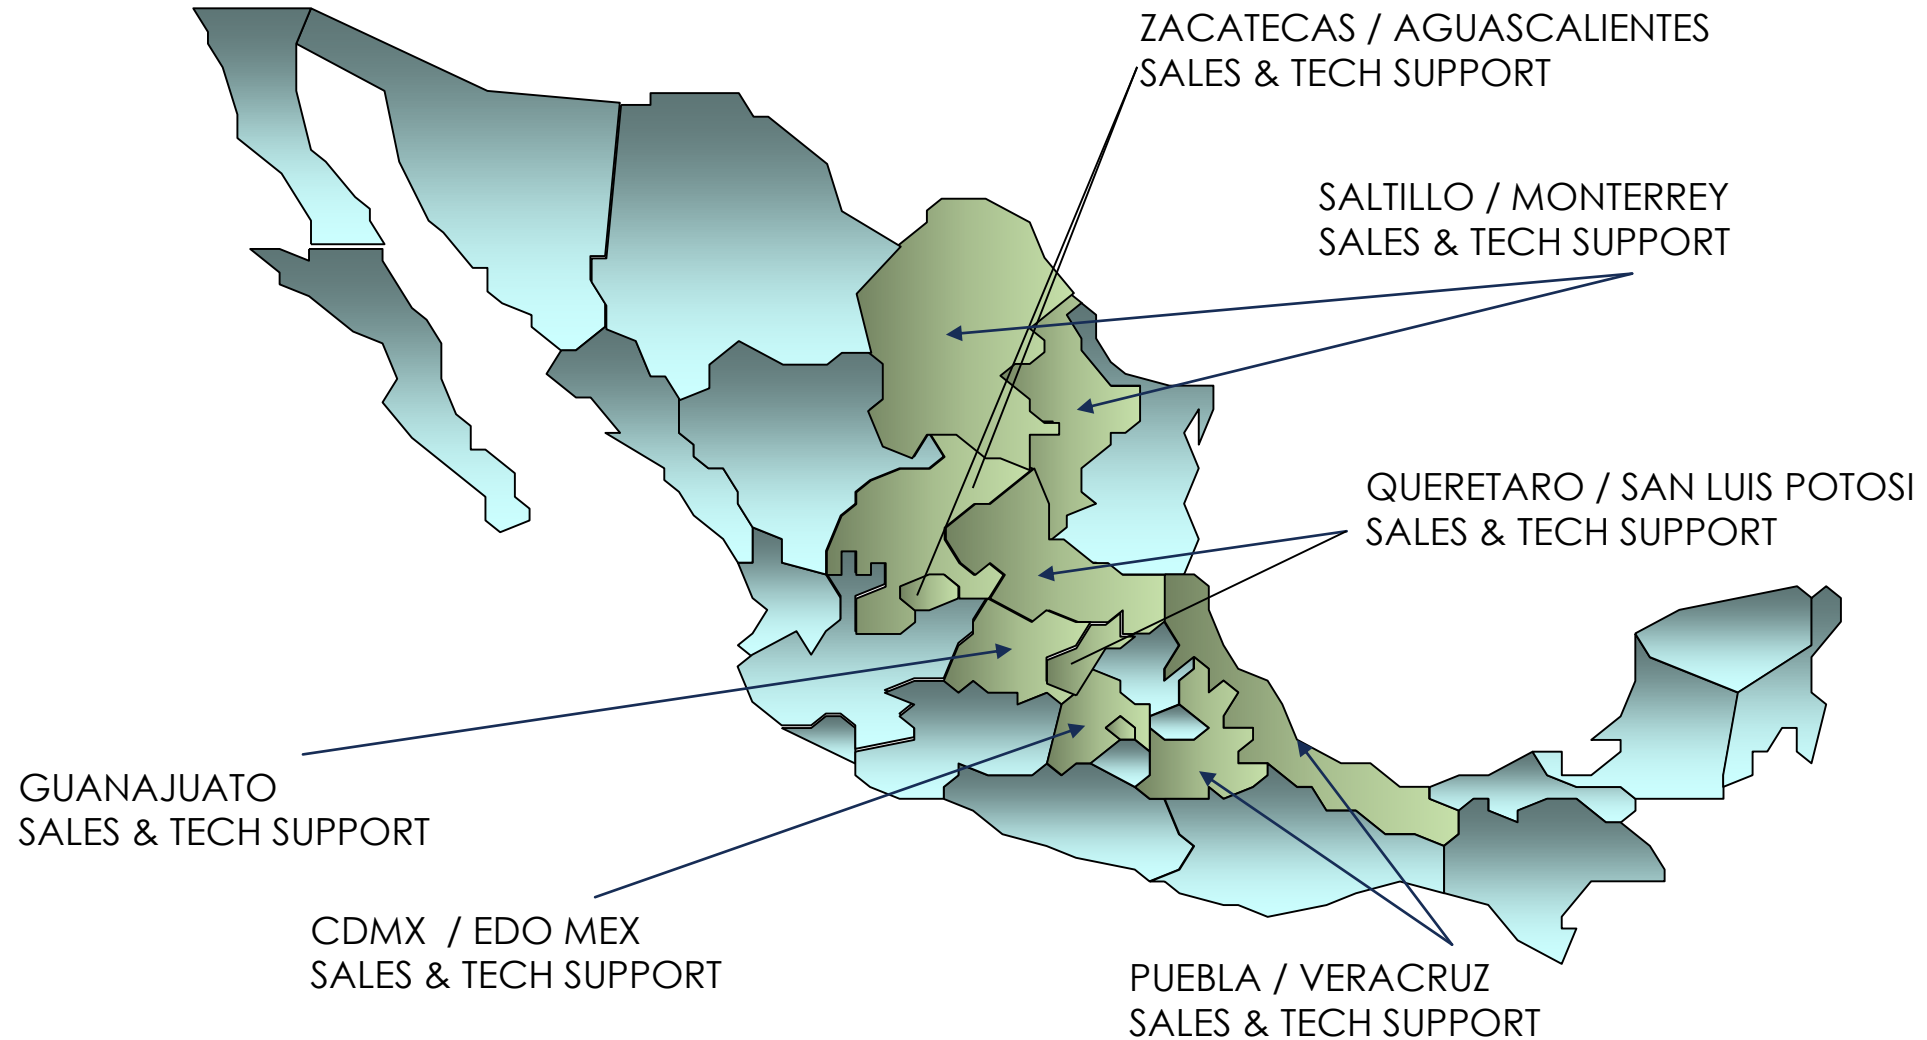 ZACATECAS / AGUASCALIENTES
SALES & TECH SUPPORT
SALTILLO / MONTERREY
SALES & TECH SUPPORT
QUERETARO / SAN LUIS POTOSI
SALES & TECH SUPPORT
GUANAJUATO
SALES & TECH SUPPORT
CDMX  / EDO MEX
SALES & TECH SUPPORT
PUEBLA / VERACRUZ
SALES & TECH SUPPORT